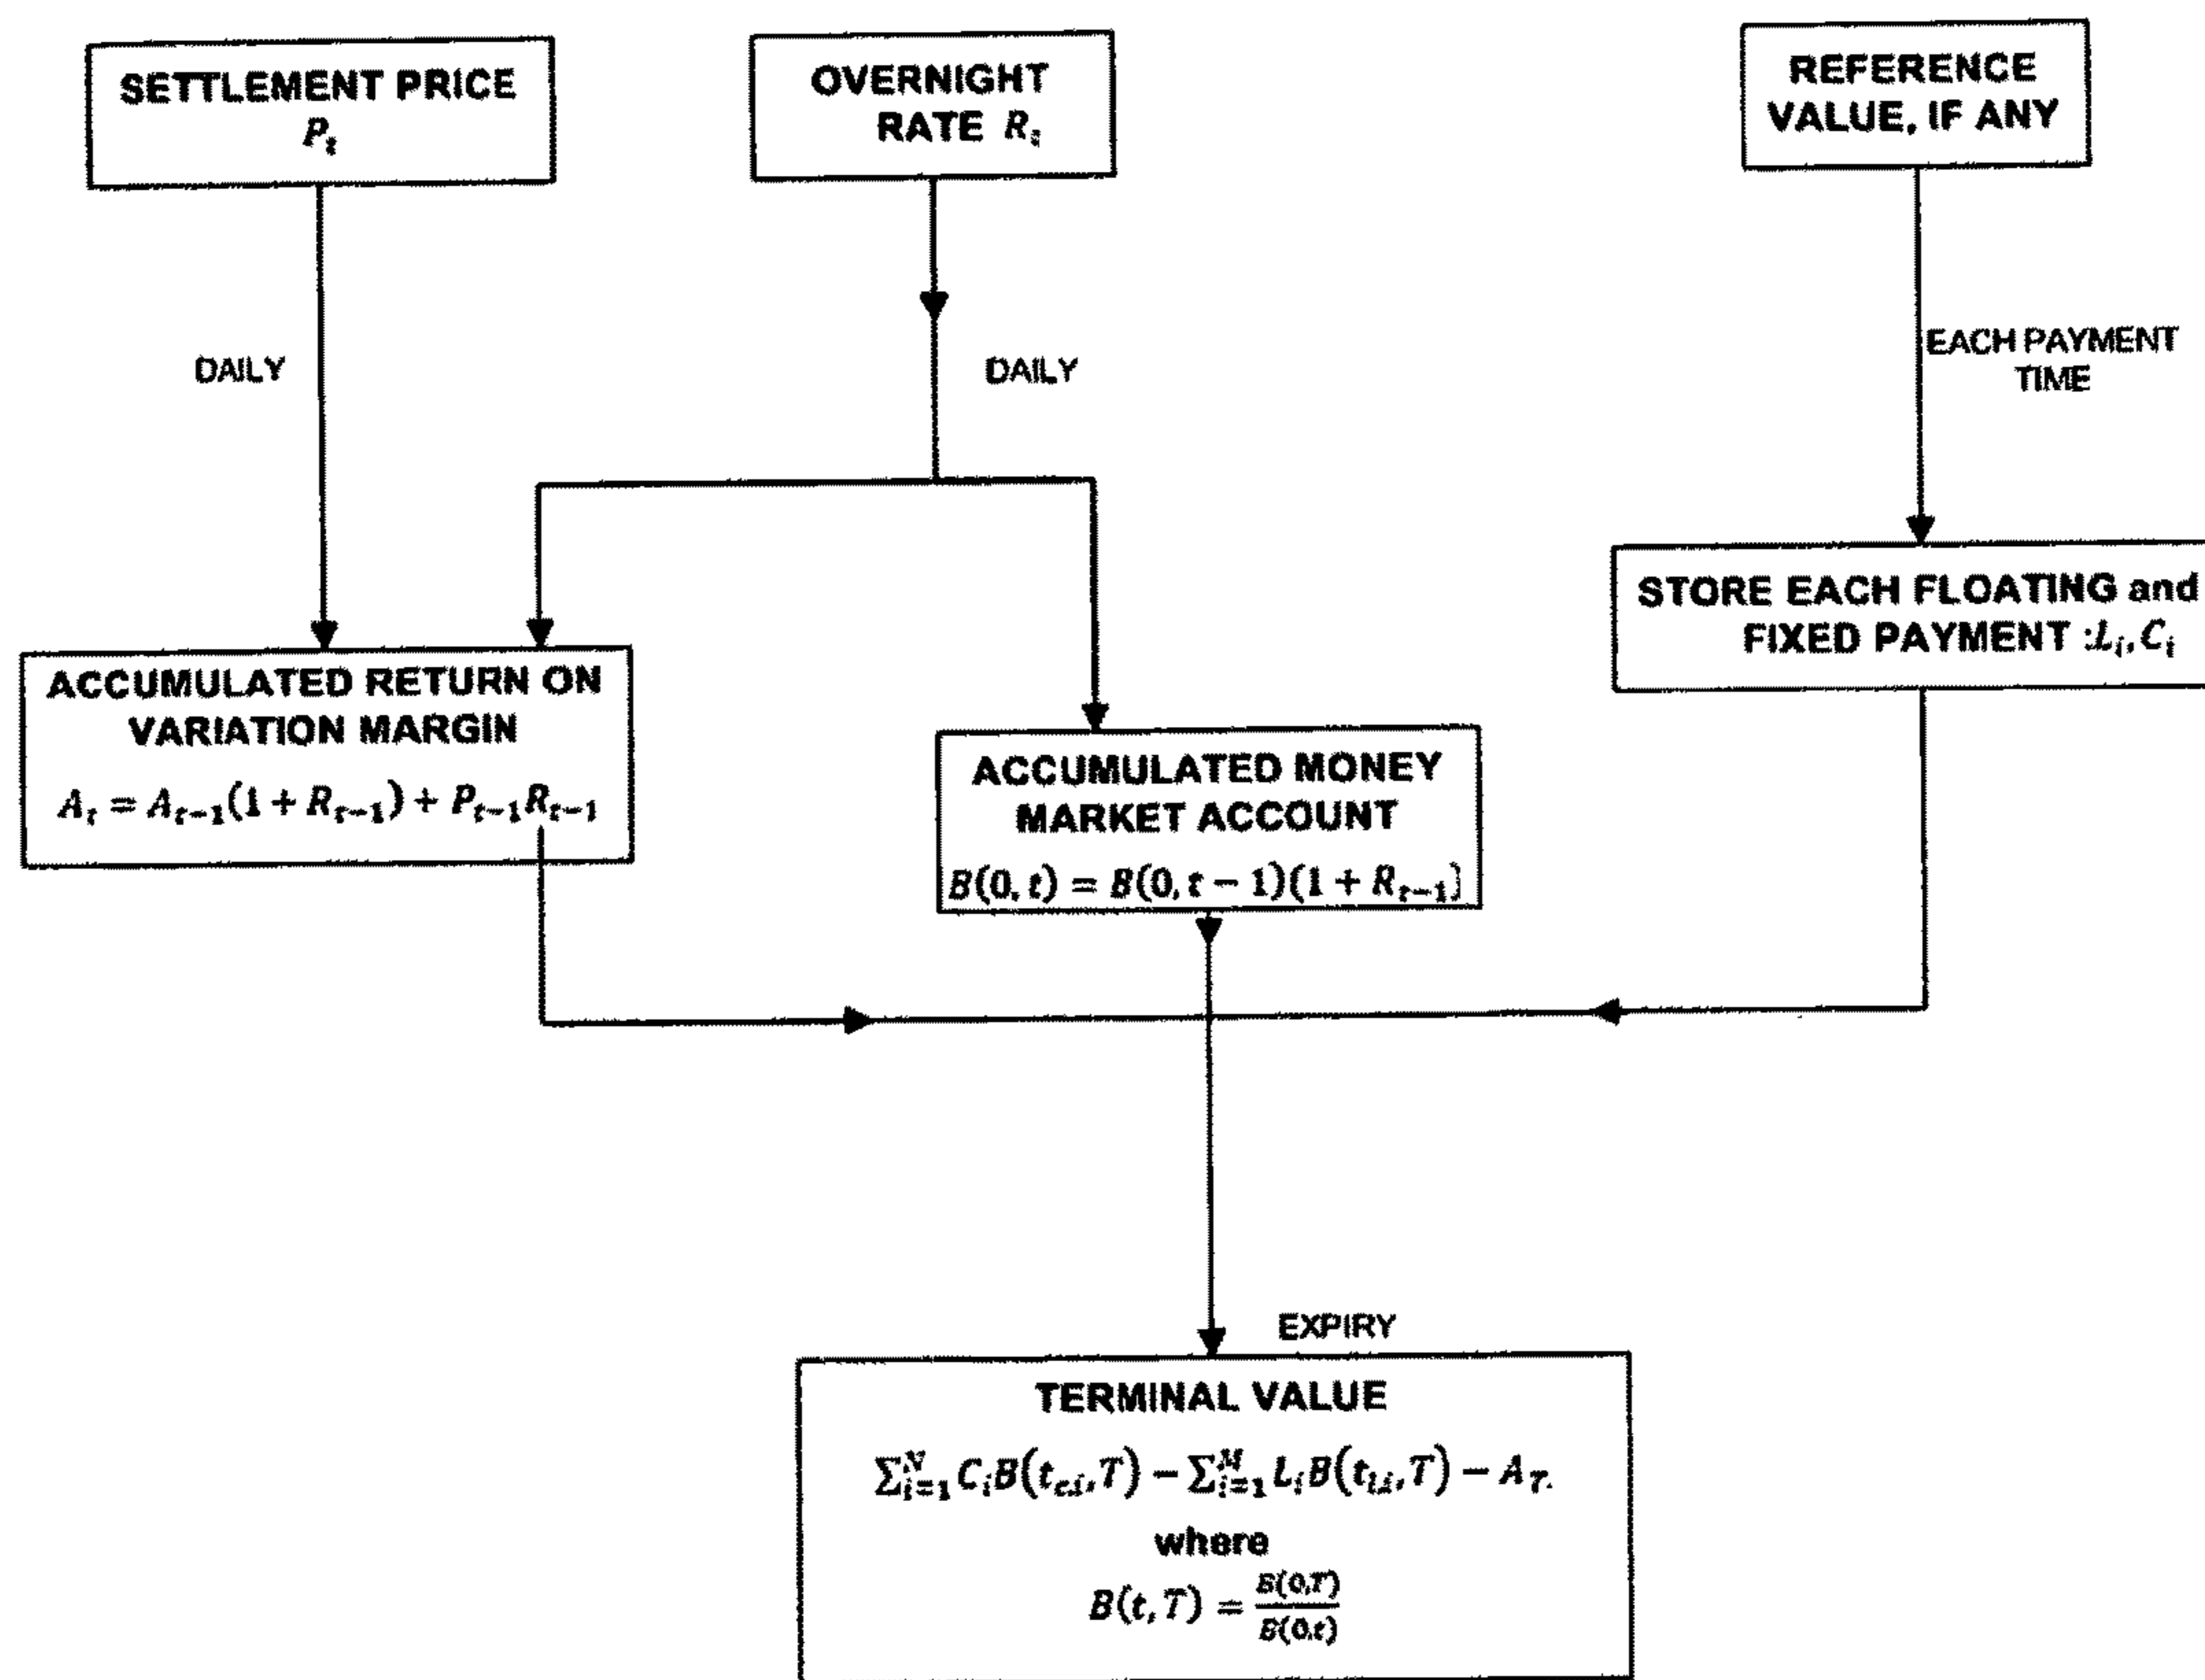 SETTLEMENT PRICE
P_t
OVERNIGHT
RATE R_t
REFERENCE
VALUE, IF ANY
DAILY
DAILY
EACH PAYMENT
TIME
STORE EACH FLOATING and
FIXED PAYMENT :L_i, C_i
ACCUMULATED RETURN ON
VARIATION MARGIN
A_t = A_{t-1}(1 + R_{t-1}) + P_{t-1}R_{t-1}
ACCUMULATED MONEY
MARKET ACCOUNT
B(0, t) = B(0, t − 1)(1 + R_{t-1})
EXPIRY
TERMINAL VALUE
∑_{i=1}^{N} C_i B(t_{c,i}, T) − ∑_{i=1}^{M} L_i B(t_{l,i}, T) − A_T.
where
B(t, T) = B(0,T)/B(0,t)